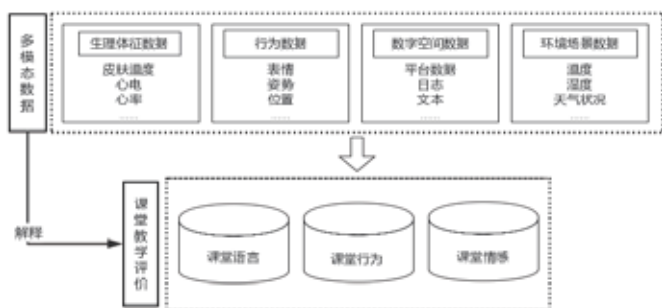 多模态数据
生理体征数据
皮肤温度
心电
心率
......
行为数据
表情
姿势
位置
......
数字空间数据
平台数据
日志
文本
......
环境场景数据
温度
湿度
天气状况
......
解释
课堂教学评价
课堂语言
课堂行为
课堂情感